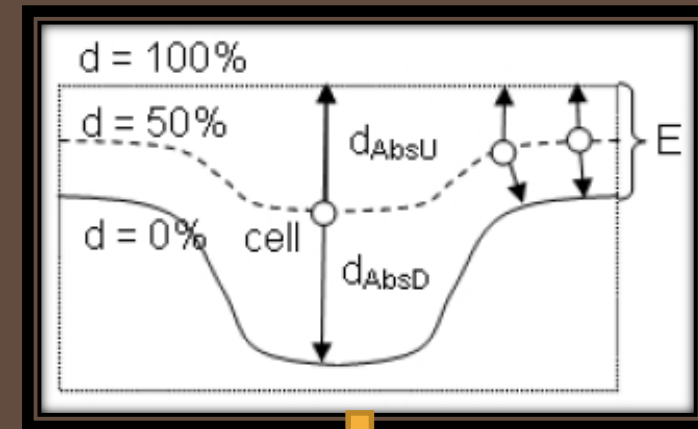 d = 100%
d = 50%
dAbsU
E
d = 0%
cell
dAbsD